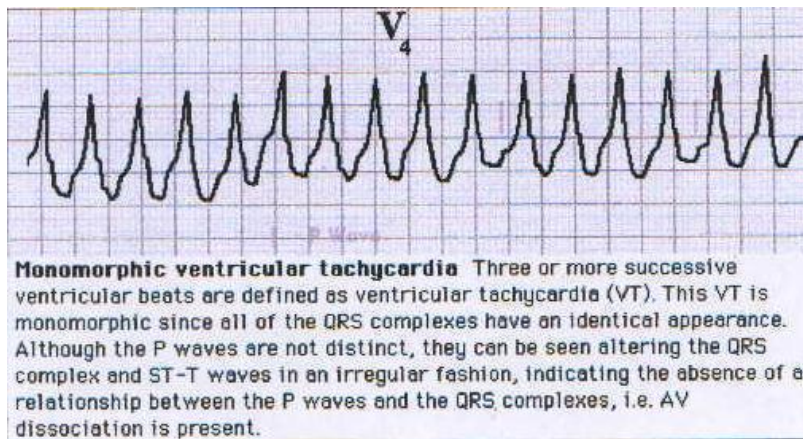 V4
P Wave
Monomorphic ventricular tachycardia Three or more successive
ventricular beats are defined as ventricular tachycardia (VT). This VT is
monomorphic since all of the QRS complexes have an identical appearance.
Although the P waves are not distinct, they can be seen altering the QRS
complex and ST-T waves in an irregular fashion, indicating the absence of a
relationship between the P waves and the QRS complexes, i.e. AV
dissociation is present.